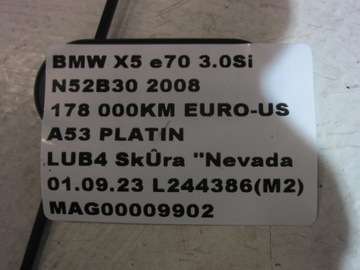 BMW X5 e70 3.0Si
N52B30 2008
178 000KM EURO-US
A53 PLATIN
LUB4 SkÛra "Nevada
01.09.23 L244386(M2)
MAG00009902